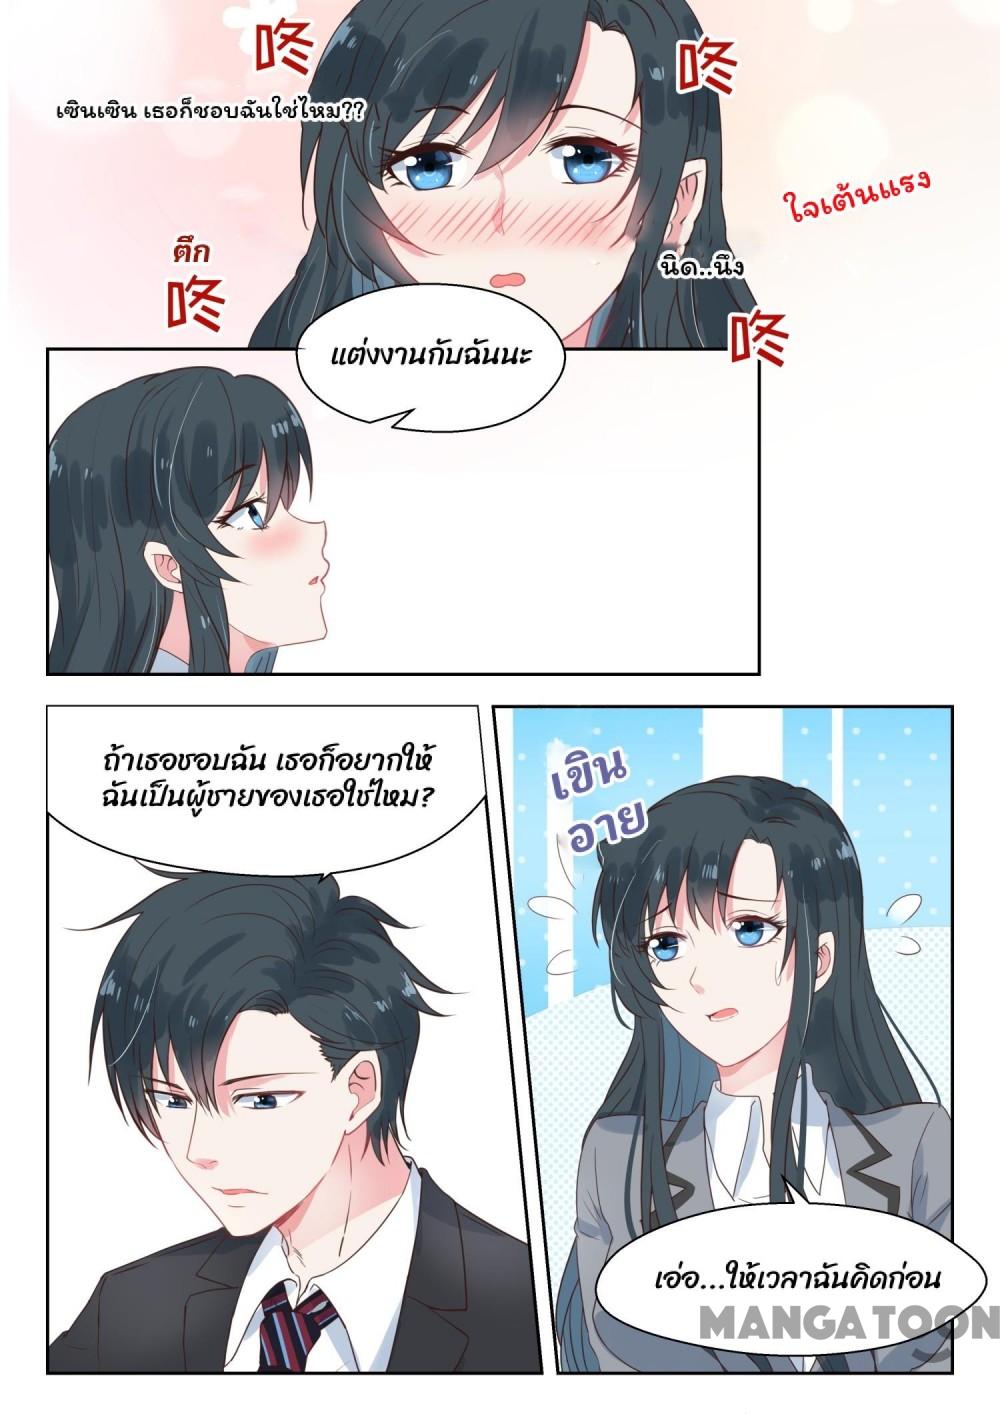 咚
咚
เซินเซิน เธอก็ชอบฉันใช่ไหม??
ใจเต้นแรง
ตึก
咚
นิด..นึง
咚
แต่งงานกับฉันนะ
ถ้าเธอชอบฉัน เธอก็อยากให้
ฉันเป็นผู้ชายของเธอใช่ไหม?
เขิน
อาย
เอ่อ...ให้เวลาฉันคิดก่อน
MANGATOON